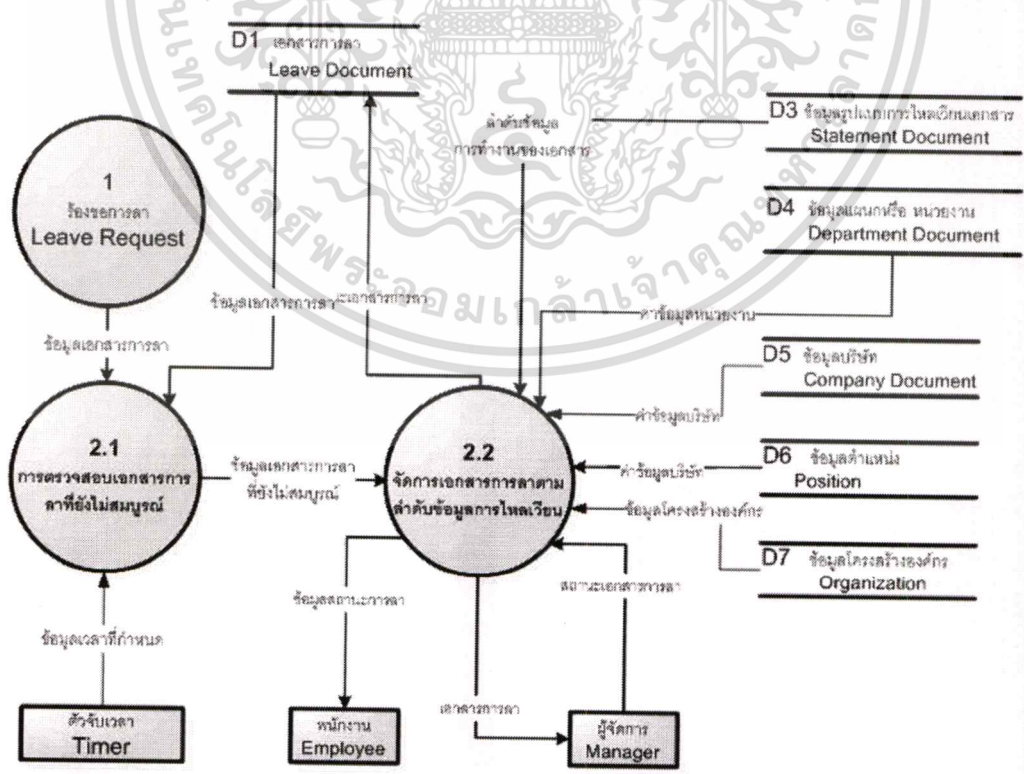 D1 เอกสารการลา
Leave Document
ลำดับข้อมูล
การทำงานของเอกสาร
D3 ข้อมูลรูปแบบการไหลเวียนเอกสาร
Statement Document
1
ร้องขอการลา
Leave Request
D4 ข้อมูลแผนกหรือ หน่วยงาน
Department Document
พระจอมเกล้าเจ้าคุณทหาร
ข้อมูลเอกสารการลา
ะเอกสารการลา
ค่าข้อมูลหน่วยงาน
ข้อมูลเอกสารการลา
D5 ข้อมูลบริษัท
Company Document
ค่าข้อมูลบริษัท
2.1
การตรวจสอบเอกสารการ
ลาที่ยังไม่สมบูรณ์
ข้อมูลเอกสารการลา
ที่ยังไม่สมบูรณ์
2.2
จัดการเอกสารการลาตาม
ลำดับข้อมูลการไหลเวียน
D6 ข้อมูลตำแหน่ง
Position
ค่าข้อมูลบริษัท
ข้อมูลโครงสร้างองค์กร
D7 ข้อมูลโครงสร้างองค์กร
Organization
ข้อมูลสถานะการลา
สถานะเอกสารการลา
ข้อมูลเวลาที่กำหนด
เอกสารการลา
ตัวจับเวลา
Timer
พนักงาน
Employee
ผู้จัดการ
Manager